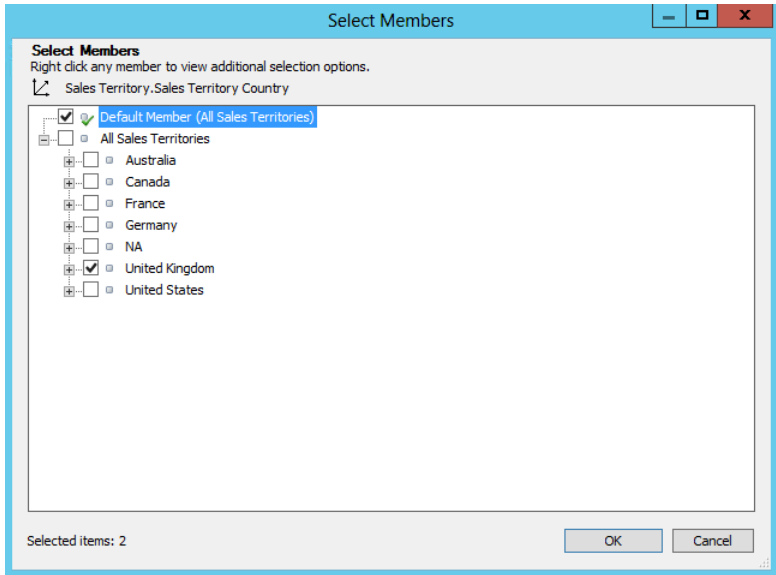 Select Members
Select Members
Right click any member to view additional selection options.
Sales Territory.Sales Territory Country
Default Member (All Sales Territories)
All Sales Territories
Australia
Canada
France
Germany
NA
United Kingdom
United States
Selected items: 2
OK
Cancel